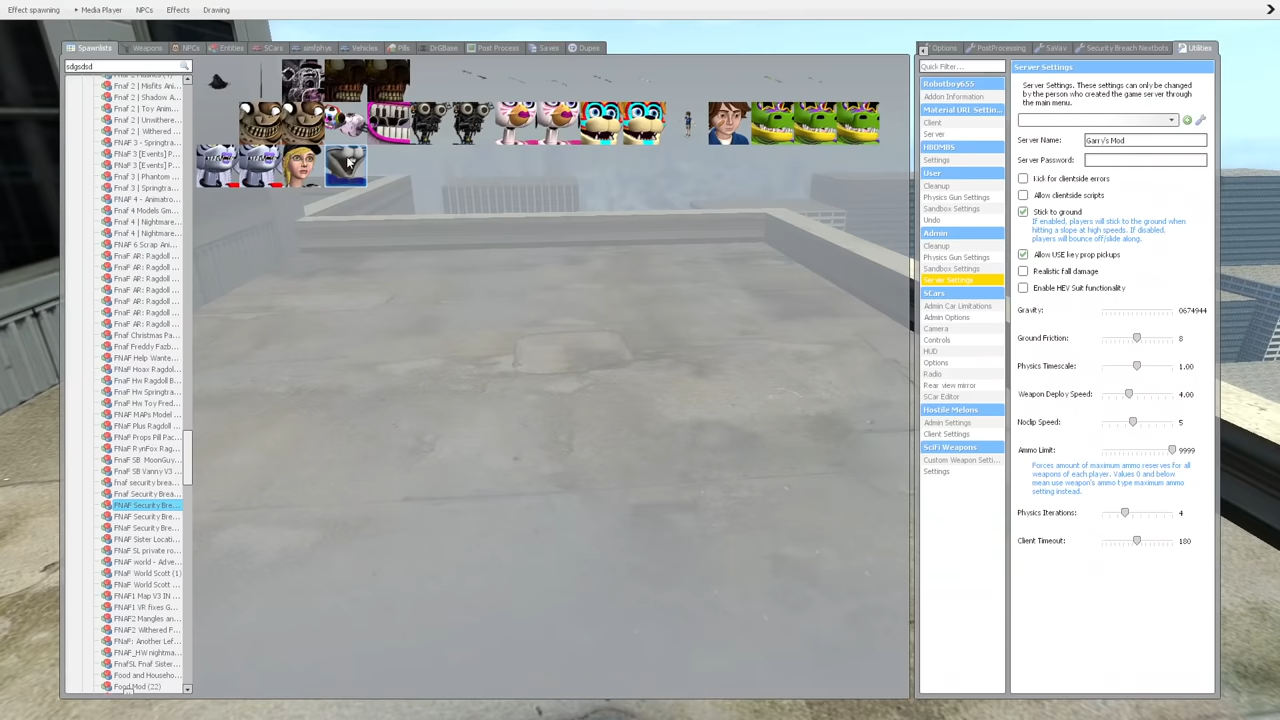 Effect spawning
Media Player
NPCs
Effects
Drawing
Spawnlists
Weapons
NPCs
Entities
SCars
simfphys
Vehicles
Pills
DrGBase
Post Process
Saves
Dupes
Options
PostProcessing
SaVav
Security Breach Nextbots
Utilities
sdgsdsd
Fnaf 2 | Misfits Ani...
Fnaf 2 | Shadow A...
Fnaf 2 | Toy Anim...
Fnaf 2 | Unwithere...
Fnaf 2 | Withered ...
FNAF 3 - Springtra...
FNaF 3 [Events] P...
FNaF 3 [Events] P...
Fnaf 3 | Phantom ...
Fnaf 3 | Springtra...
FNAF 4 - Animatro...
Fnaf 4 Models Gm...
Fnaf 4 | Nightmare...
Fnaf 4 | Nightmare...
FNAF 6 Scrap Ani...
FnaF AR: Ragdoll ...
FnaF AR: Ragdoll ...
FnaF AR: Ragdoll ...
FnaF AR: Ragdoll ...
FnaF AR: Ragdoll ...
FnaF AR: Ragdoll ...
FnaF AR: Ragdoll ...
FnaF AR: Ragdoll ...
Fnaf Christmas Pa...
Fnaf Freddy Fazb...
FNAF Help Wante...
FNaF Hoax Ragdol...
FnaF Hw Ragdoll B...
FnaF Hw Springtra...
FnaF Hw Toy Fred...
FNAF MAPs Model ...
FNaF Plus Ragdoll ...
FNaF Props Pill Pac...
FNaF RynFox Rag...
FNaF SB MoonGuy...
FNaF SB Vanny V3 ...
fnaf security brea...
Fnaf Security Brea...
FNAF Security Bre...
FNaF Security Bre...
FNaF Security Bre...
FNAF Sister Locati...
FNaF SL private ro...
FNAF world - Adve...
FNaF World Scott (1)
FNaF World Scott ...
FNAF1 Map V3 IN ...
FNAF1 VR fixes G...
FNAF2 Mangles an...
FNAF2 Withered F...
FNaF: Another Lef...
FNAF_HW nightma...
FnafSL Fnaf Sister...
Food and Househo...
Food Mod (22)
Quick Filter...
Robotboy655
Addon Information
Material URL Settin...
Client
Server
HBOMBS
Settings
User
Cleanup
Physics Gun Settings
Sandbox Settings
Undo
Admin
Cleanup
Physics Gun Settings
Sandbox Settings
Server Settings
SCars
Admin Car Limitations
Admin Options
Camera
Controls
HUD
Options
Radio
Rear view mirror
SCar Editor
Hostile Melons
Admin Settings
Client Settings
SciFi Weapons
Custom Weapon Setti...
Settings
Server Settings
Server Settings. These settings can only be changed
by the person who created the game server through
the main menu.
Server Name:
Garry's Mod
Server Password:
Kick for clientside errors
Allow clientside scripts
Stick to ground
If enabled, players will stick to the ground when
hitting a slope at high speeds. If disabled,
players will bounce off/slide along.
Allow USE key prop pickups
Realistic fall damage
Enable HEV Suit functionality
Gravity:
0674944
Ground Friction:
8
Physics Timescale:
1.00
Weapon Deploy Speed:
4.00
Noclip Speed:
5
Ammo Limit:
9999
Forces amount of maximum ammo reserves for all
weapons of each player. Values 0 and below
mean use weapon's ammo type maximum ammo
setting instead.
Physics Iterations:
4
Client Timeout:
180